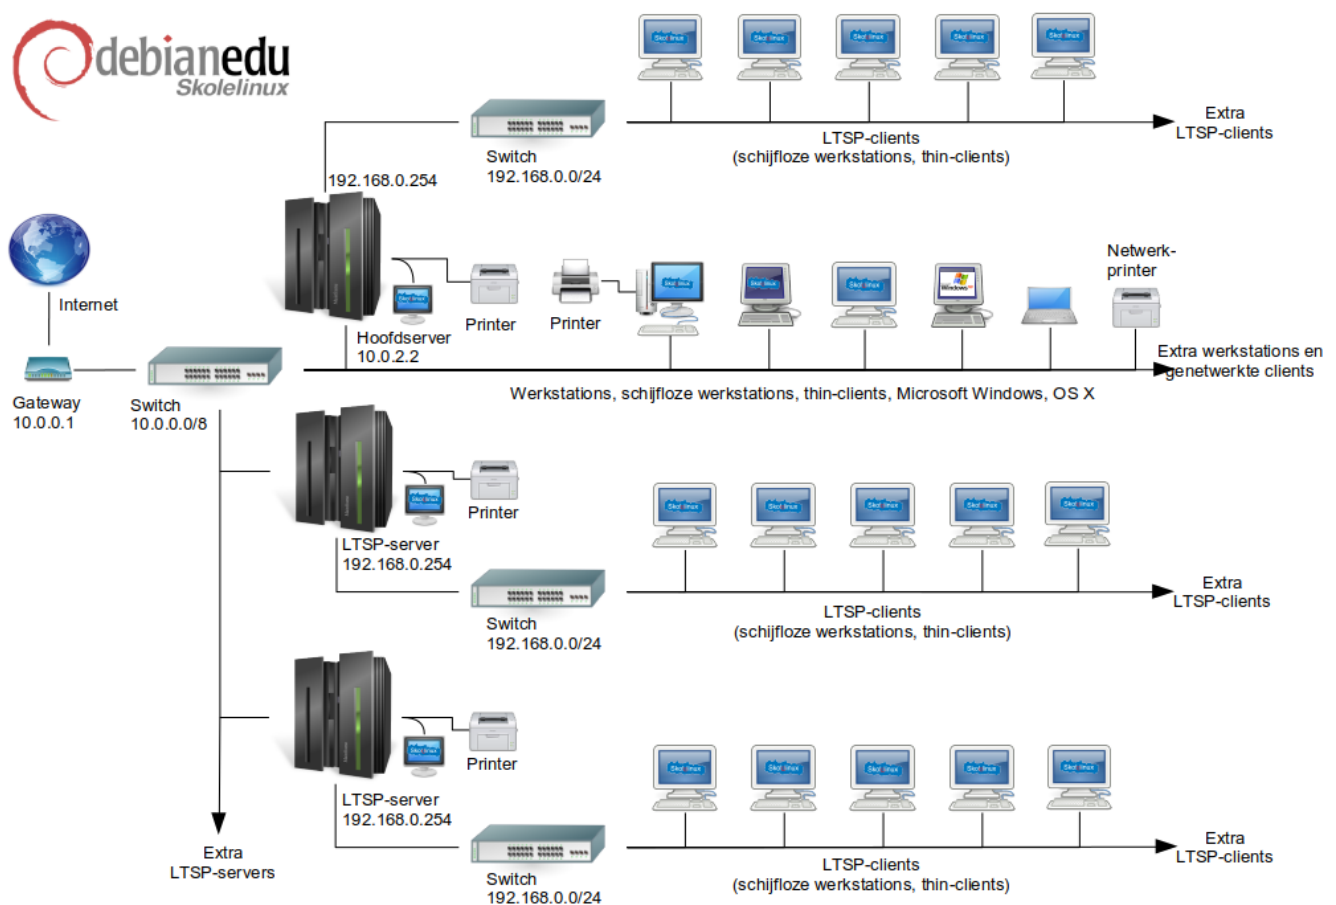 debianedu
Skolelinux
Extra
LTSP-clients
LTSP-clients
(schijfloze werkstations, thin-clients)
Switch
192.168.0.0/24
192.168.0.254
Internet
Hoofdserver
10.0.2.2
Printer
Printer
Netwerk-
printer
Windows
Extra werkstations en
genetwerkte clients
Werkstations, schijfloze werkstations, thin-clients, Microsoft Windows, OS X
Gateway
10.0.0.1
Switch
10.0.0.0/8
Printer
LTSP-server
192.168.0.254
Switch
192.168.0.0/24
LTSP-clients
(schijfloze werkstations, thin-clients)
Extra
LTSP-clients
Printer
LTSP-server
192.168.0.254
Switch
192.168.0.0/24
LTSP-clients
(schijfloze werkstations, thin-clients)
Extra
LTSP-clients
Extra
LTSP-servers